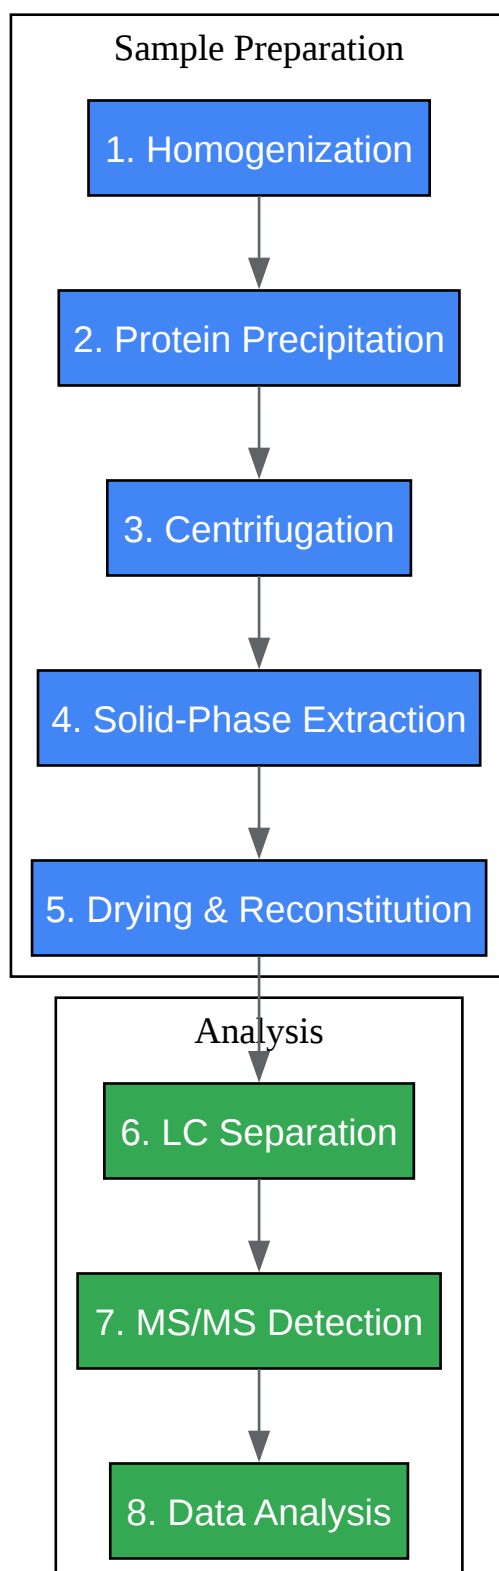 Sample Preparation
1. Homogenization
2. Protein Precipitation
3. Centrifugation
4. Solid-Phase Extraction
5. Drying & Reconstitution
Analysis
6. LC Separation
7. MS/MS Detection
8. Data Analysis